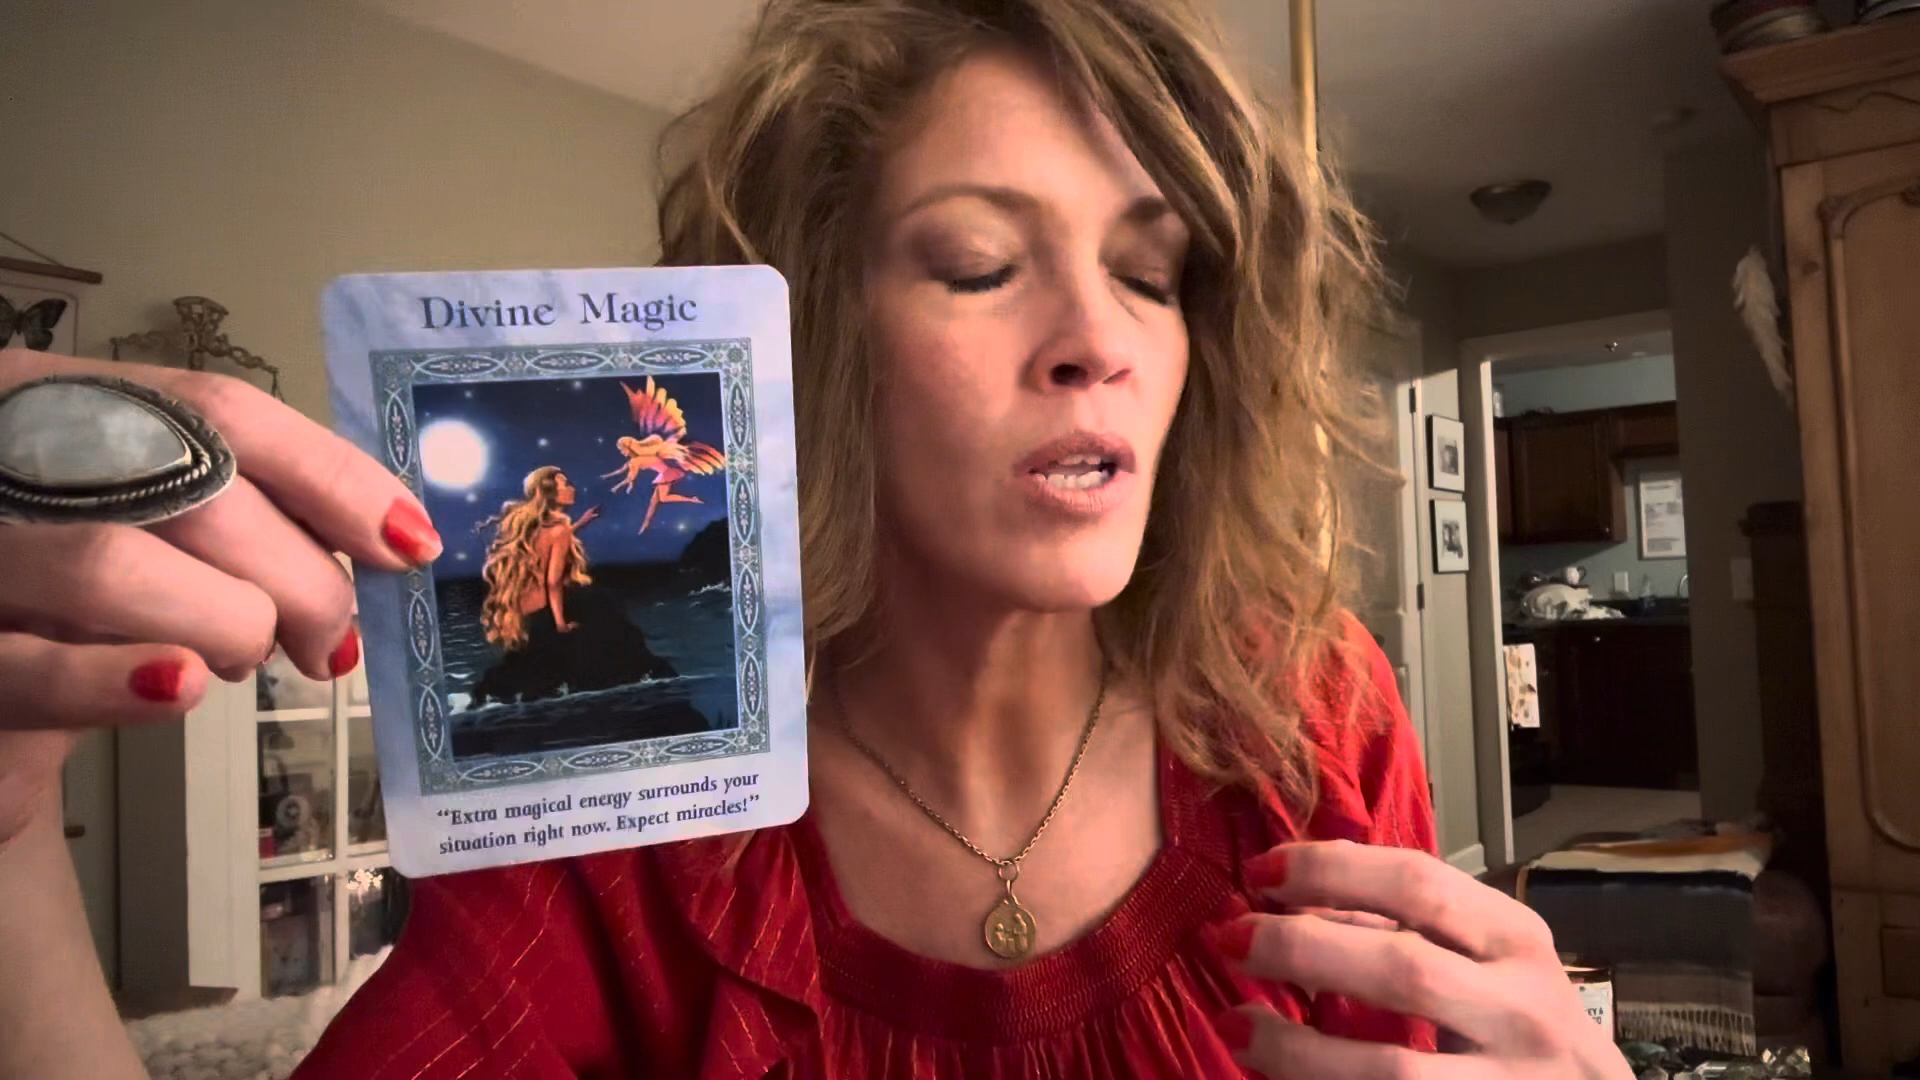 Divine Magic
“Extra magical energy surrounds your
situation right now. Expect miracles!”